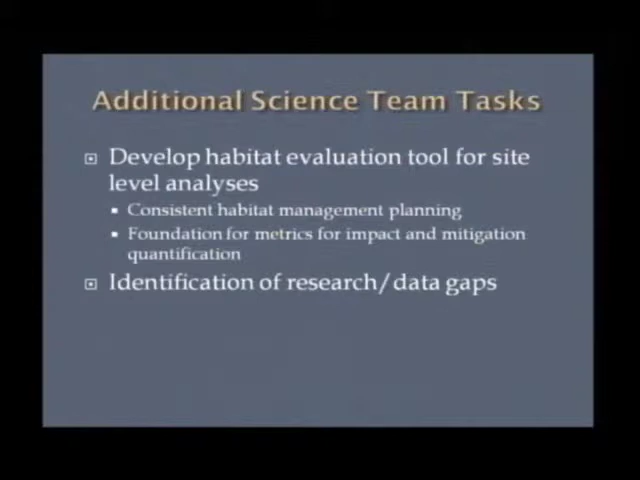 Additional Science Team Tasks
Develop habitat evaluation tool for site
level analyses
Consistent habitat management planning
Foundation for metrics for impact and mitigation
quantification
Identification of research/data gaps